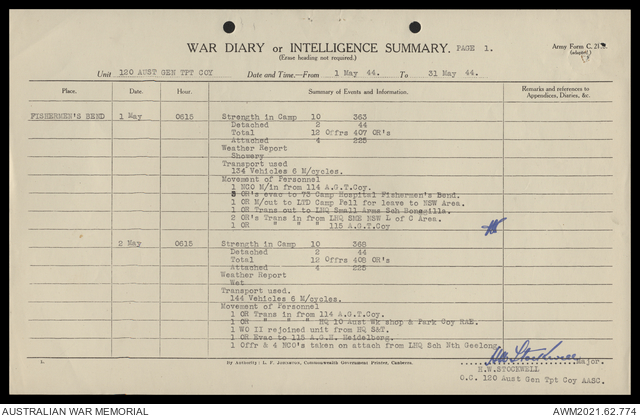 WAR DIARY or INTELLIGENCE SUMMARY. PAGE 1.
(Erase heading not required.)
Army Form C. 
(adapted)
Unit 120 AUST GEN TPT COY Date and Time.—From 1 May 44. To 31 May 44.
Place. Date. Hour. Summary of Events and Information. Remarks and references to Appendices, Diaries, &c.
FISHERMEN'S BEND 1 May 0615 Strength in Camp 10 363
Detached 2 44
Total 12 Offrs 407 OR's
Attached 4 225
Weather Report
Showery
Transport used
134 Vehicles 6 M/cycles.
Movement of Personnel
1 NCO M/in from 114 A.G.T.Coy.
3 OR's evac to 73 Camp Hospital Fishermen's Bend.
1 OR M/out to LTD Camp Pell for leave to NSW Area.
1 OR Trans out to LHQ Small Arms Sch Bonegilla.
2 OR's Trans in from LHQ SME NSW L of C Area.
1 OR " " " 115 A.G.T.Coy
2 May 0615 Strength in Camp 10 368
Detached 2 44
Total 12 Offrs 408 OR's
Attached 4 225
Weather Report
Wet
Transport used.
144 Vehicles 6 M/cycles.
Movement of Personnel
1 OR Trans in from 114 A.G.T.Coy.
1 OR " " " HQ 10 Aust Wkshop & Park Coy RAE.
1 WO II rejoined unit from HQ S&T.
1 OR Evac to 115 A.G.H. Heidelberg.
1 Offr & 4 NCO's taken on attach from LHQ Sch Nth Geelong.
By Authority: L. F. Johnston, Commonwealth Government Printer, Canberra.
HW Stockwell Major.
H.W.STOCKWELL
O.C. 120 Aust Gen Tpt Coy AASC.
AUSTRALIAN WAR MEMORIAL
AWM2021.62.774